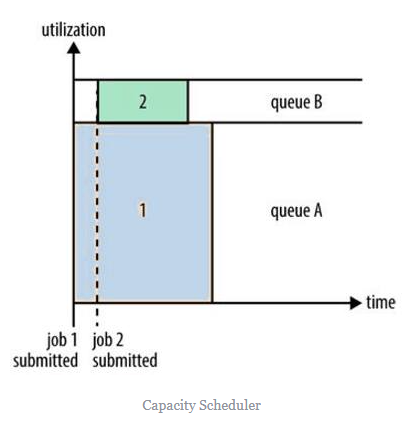 utilization
2
queue B
1
queue A
time
job 1 job 2
submitted submitted
Capacity Scheduler